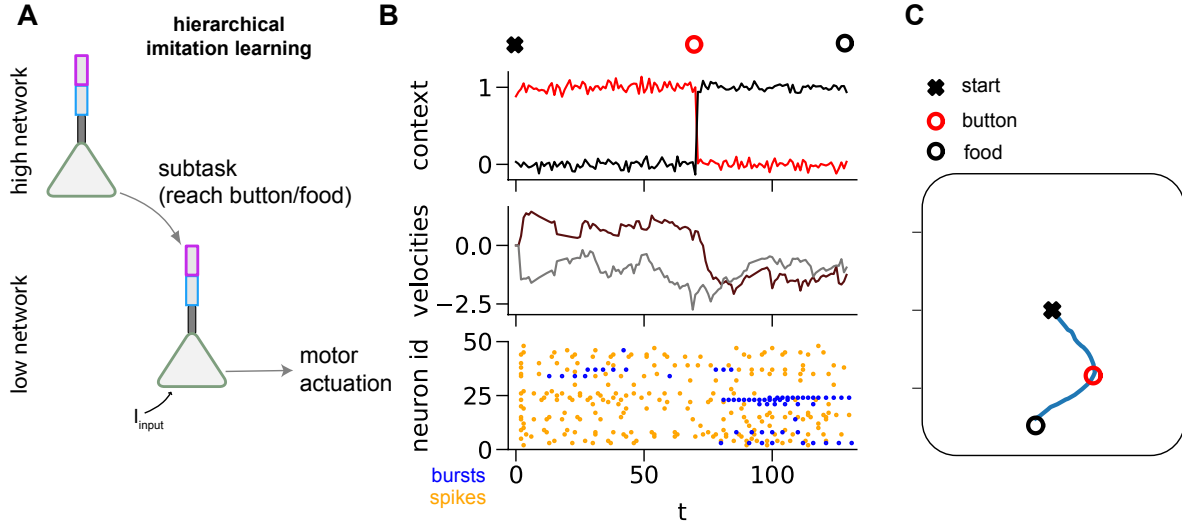 A
hierarchical
imitation learning
high network
subtask
(reach button/food)
low network
motor
actuation
Iinput
B
context
1
0
velocities
0.0
−2.5
neuron id
50
25
0
0
50
100
t
bursts
spikes
C
start
button
food